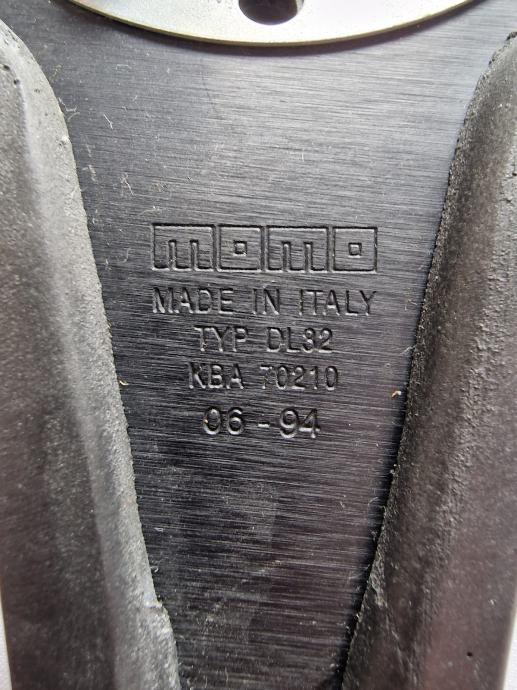 momo
MADE IN ITALY
TYP DL32
KBA 70210
06-94